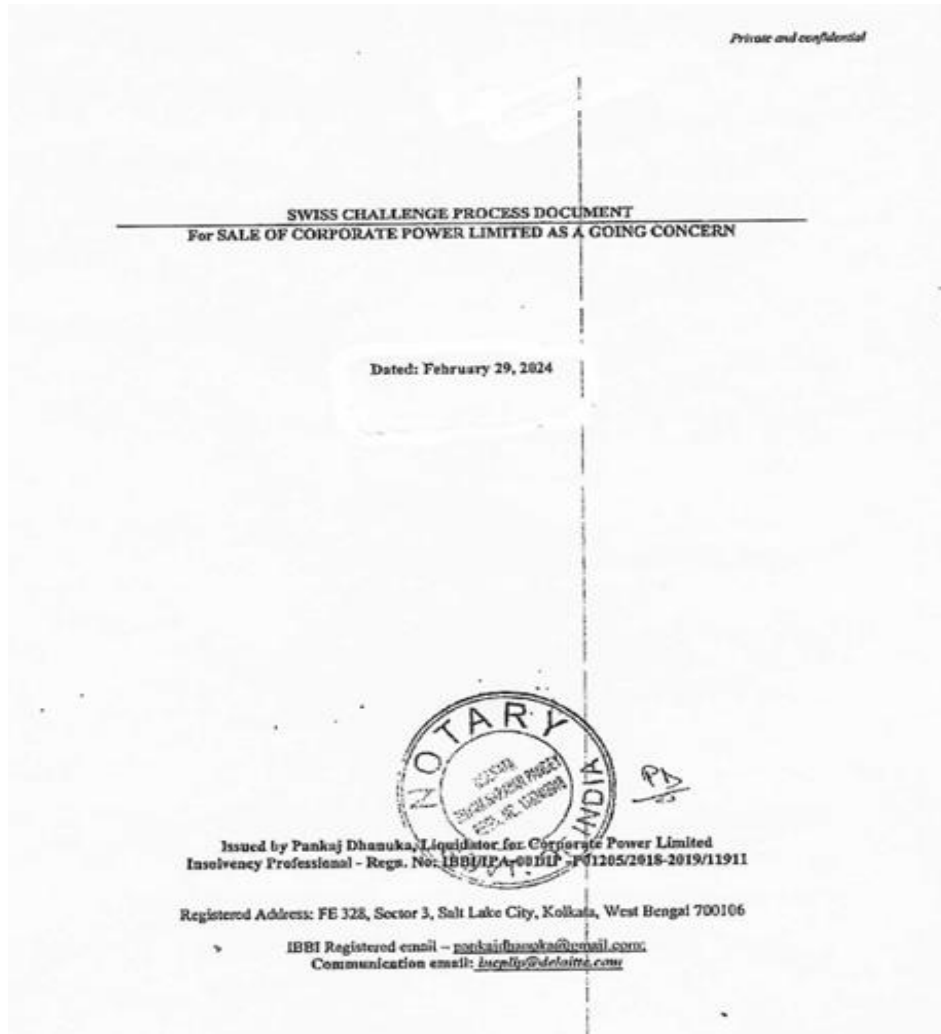 Private and confidential
SWISS CHALLENGE PROCESS DOCUMENT
For SALE OF CORPORATE POWER LIMITED AS A GOING CONCERN
Dated: February 29, 2024
NOTARY
INDIA
PD
Issued by Pankaj Dhanuka, Liquidator for Corporate Power Limited
Insolvency Professional - Regn. No: IBBI/IPA-001/IP -P01205/2018-2019/11911
Registered Address: FE 328, Sector 3, Salt Lake City, Kolkata, West Bengal 700106
IBBI Registered email – pankajdhanuka@gmail.com;
Communication email: @deloitte.com